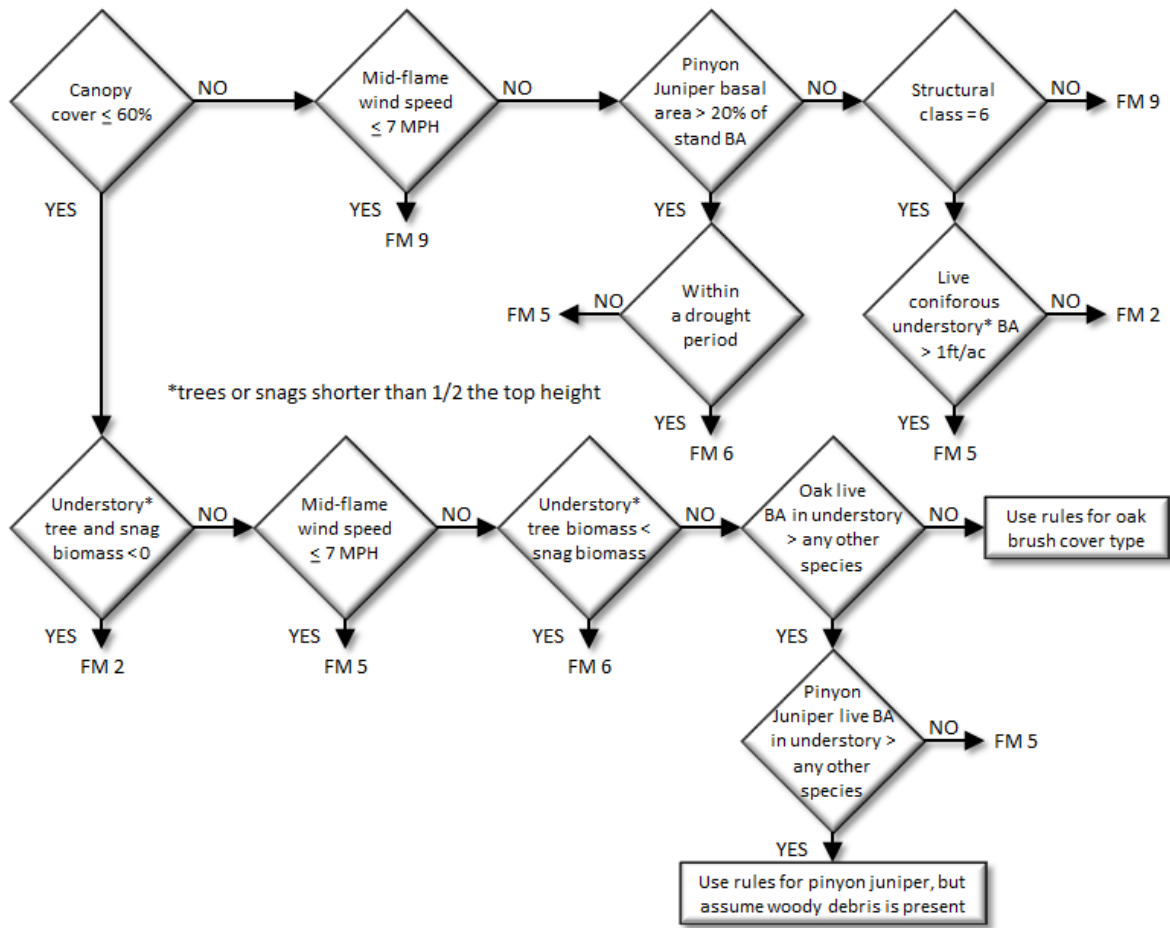 Canopy
cover ≤ 60%
NO
Mid-flame
wind speed
≤ 7 MPH
NO
Pinyon
Juniper basal
area > 20% of
stand BA
NO
Structural
class = 6
NO
FM 9
YES
YES
FM 9
YES
YES
FM 5
NO
Within
a drought
period
Live
coniforous
understory* BA
> 1ft/ac
NO
FM 2
*trees or snags shorter than 1/2 the top height
YES
FM 6
YES
FM 5
Understory*
tree and snag
biomass < 0
NO
Mid-flame
wind speed
≤ 7 MPH
NO
Understory*
tree biomass <
snag biomass
NO
Oak live
BA in understory
> any other
species
NO
Use rules for oak
brush cover type
YES
FM 2
YES
FM 5
YES
FM 6
YES
Pinyon
Juniper live BA
in understory >
any other
species
NO
FM 5
YES
Use rules for pinyon juniper, but
assume woody debris is present